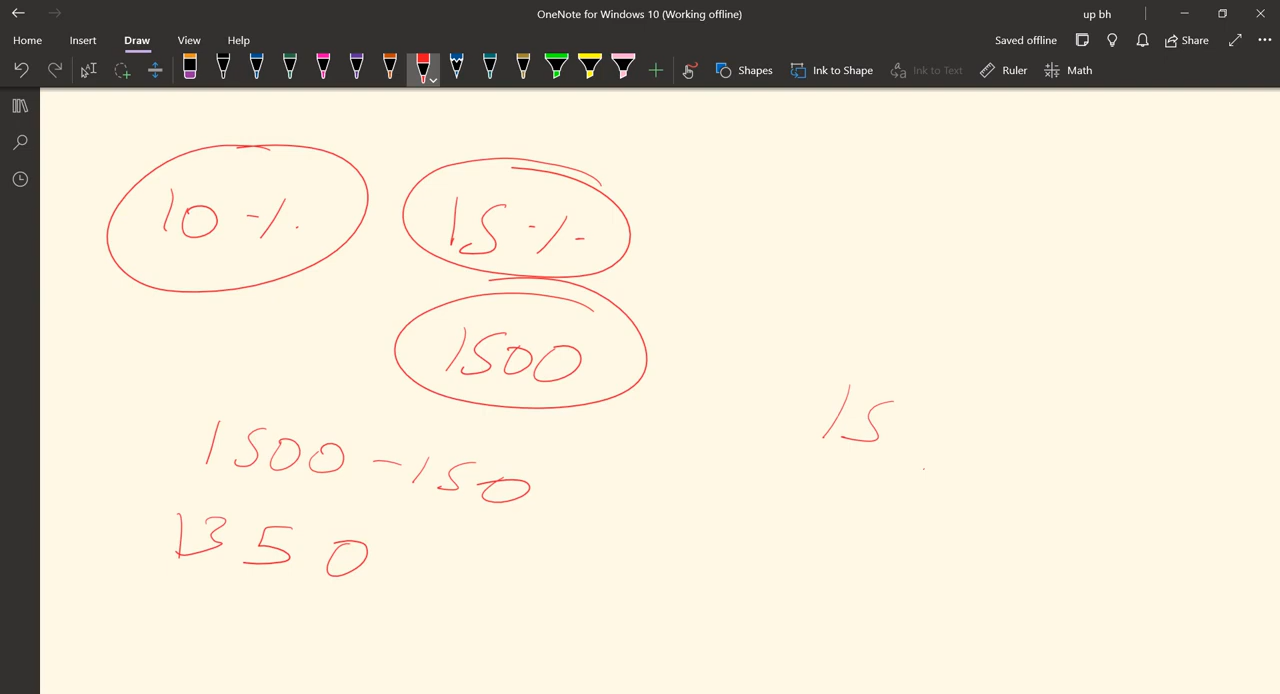 OneNote for Windows 10 (Working offline)
up bh
Home Insert Draw View Help
Saved offline
Share
Shapes
Ink to Shape
Ink to Text
Ruler
Math
10 %
15 %
1500
15
1500 - 150
1350